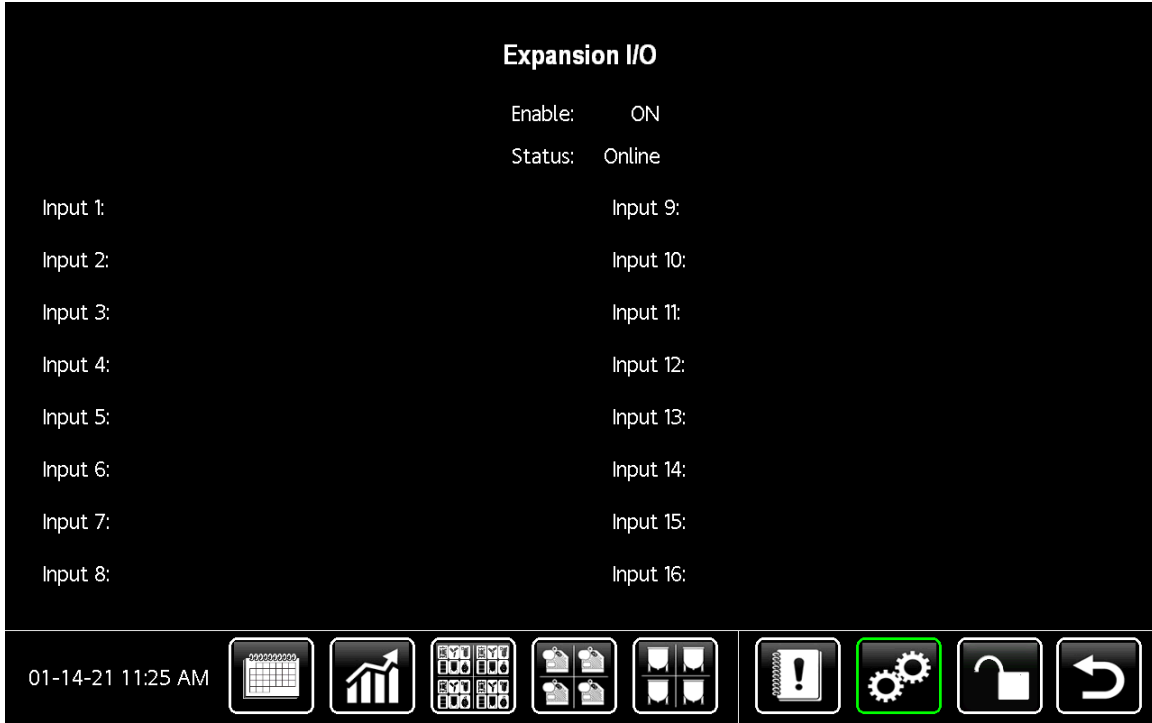 Expansion I/O
Enable: ON
Status: Online
Input 1: Input 9:
Input 2: Input 10:
Input 3: Input 11:
Input 4: Input 12:
Input 5: Input 13:
Input 6: Input 14:
Input 7: Input 15:
Input 8: Input 16:
01-14-21 11:25 AM